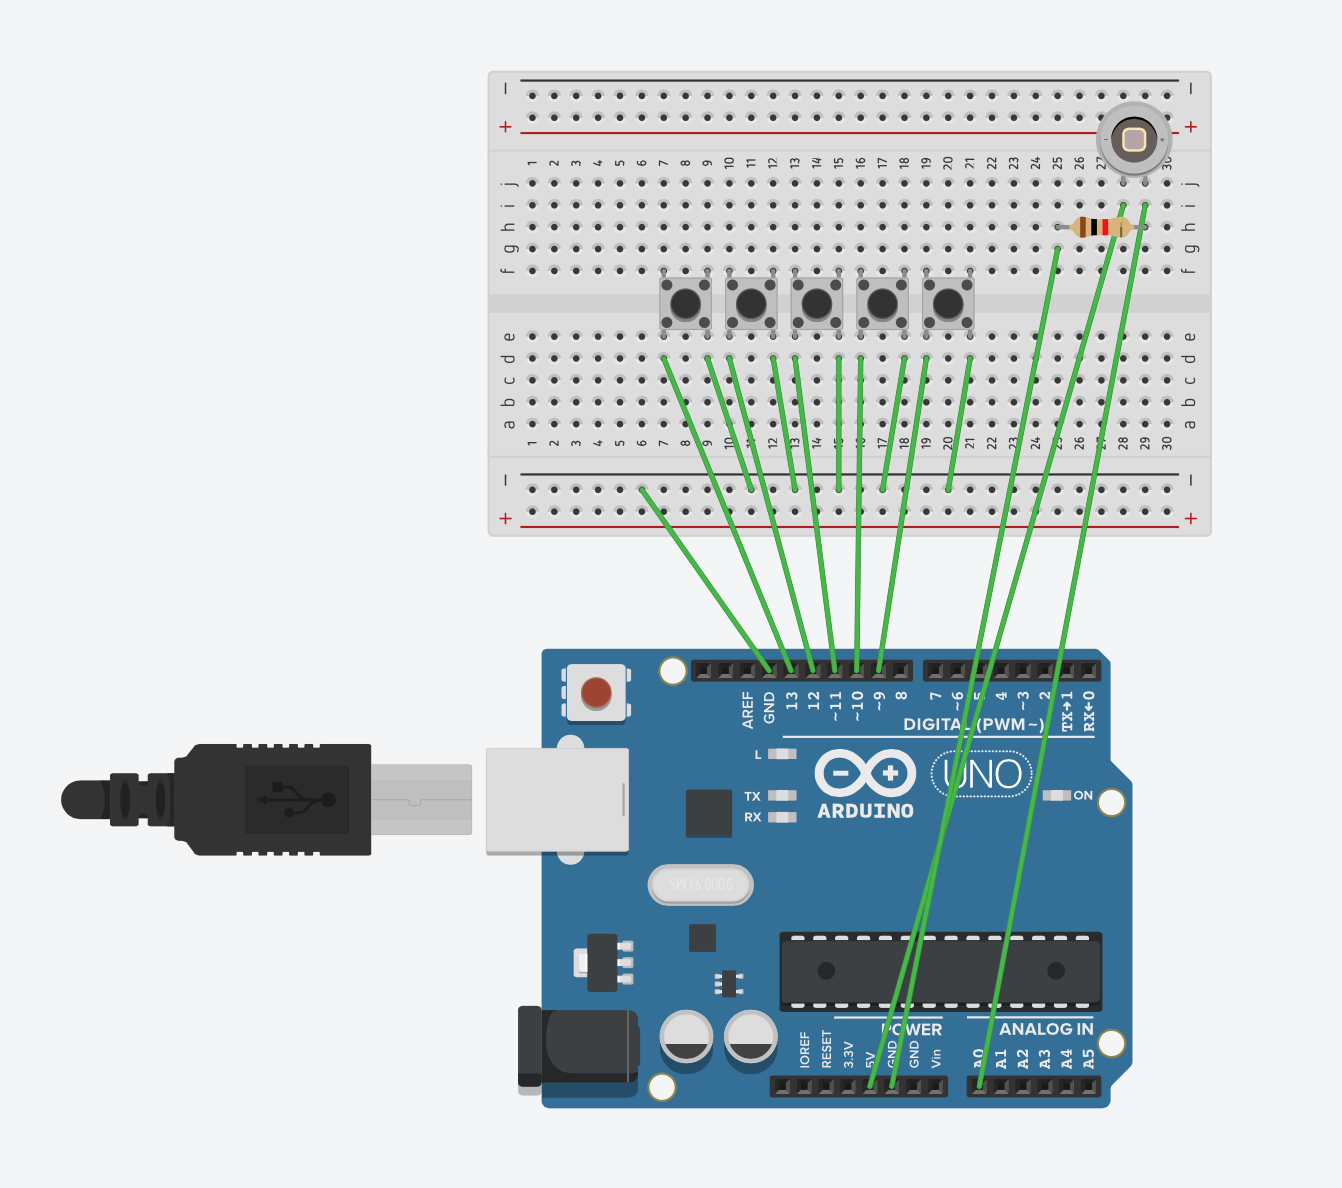 − −
+ +
1 2 3 4 5 6 7 8 9 10 11 12 13 14 15 16 17 18 19 20 21 22 23 24 25 26 27 30
j j
i i
h h
g g
f f
e e
d d
c c
b b
a a
1 2 3 4 5 6 7 8 9 10 11 12 13 14 15 16 17 18 19 20 21 22 23 24 25 26 27 28 29 30
− −
+ +
AREF GND 13 12 ~11 ~10 ~9 8 7 ~6 5 4 ~3 2 TX→1 RX←0
DIGITAL (PWM ~)
L
TX
RX
ARDUINO
UNO
ON
SPK16.000G
POWER
ANALOG IN
IOREF RESET 3.3V 5V GND GND Vin A0 A1 A2 A3 A4 A5